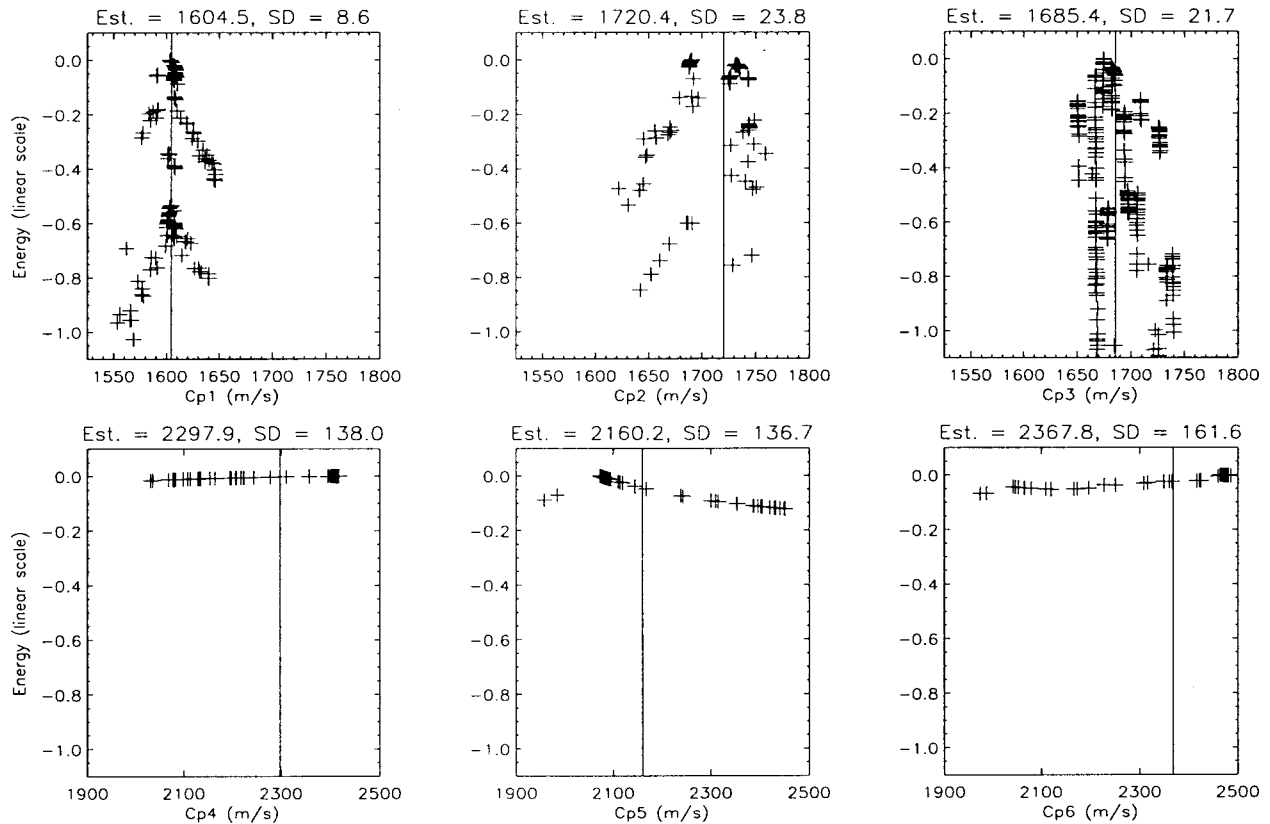 Est. = 1604.5, SD = 8.6
Est. = 1720.4, SD = 23.8
Est. = 1685.4, SD = 21.7
Energy (linear scale)
0.0
-0.2
-0.4
-0.6
-0.8
-1.0
0.0
-0.2
-0.4
-0.6
-0.8
-1.0
0.0
-0.2
-0.4
-0.6
-0.8
-1.0
1550 1600 1650 1700 1750 1800
1600 1650 1700 1750 1800
1600 1650 1700 1750 1800
Cp1 (m/s)
Cp2 (m/s)
Cp3 (m/s)
Est. = 2297.9, SD = 138.0
Est. = 2160.2, SD = 136.7
Est. = 2367.8, SD = 161.6
Energy (linear scale)
0.0
-0.2
-0.4
-0.6
-0.8
-1.0
0.0
-0.2
-0.4
-0.6
-0.8
-1.0
0.0
-0.2
-0.4
-0.6
-0.8
-1.0
1900 2100 2300 2500
1900 2100 2300 2500
1900 2100 2300 2500
Cp4 (m/s)
Cp5 (m/s)
Cp6 (m/s)